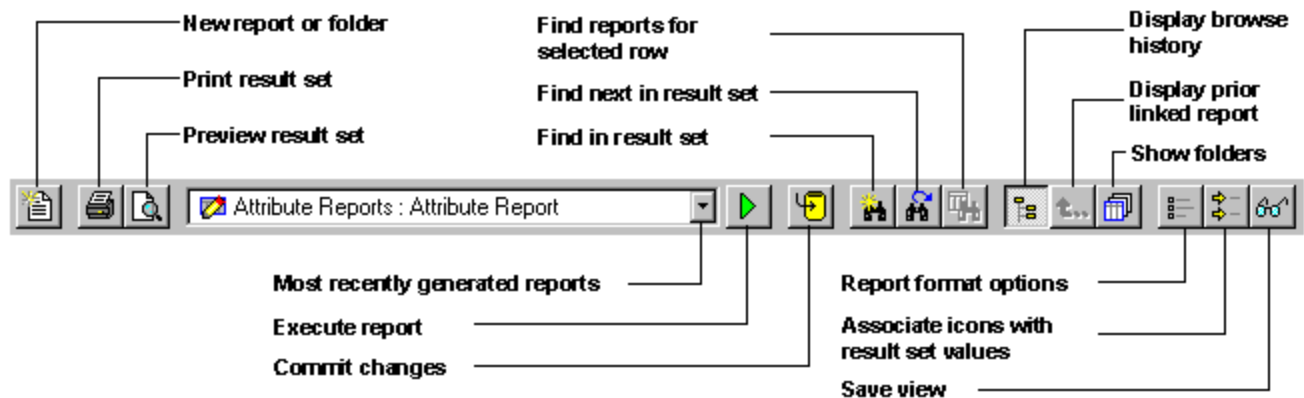 New report or folder
Print result set
Preview result set
Find reports for
selected row
Find next in result set
Find in result set
Display browse
history
Display prior
linked report
Show folders
Attribute Reports : Attribute Report
Most recently generated reports
Execute report
Commit changes
Report format options
Associate icons with
result set values
Save view